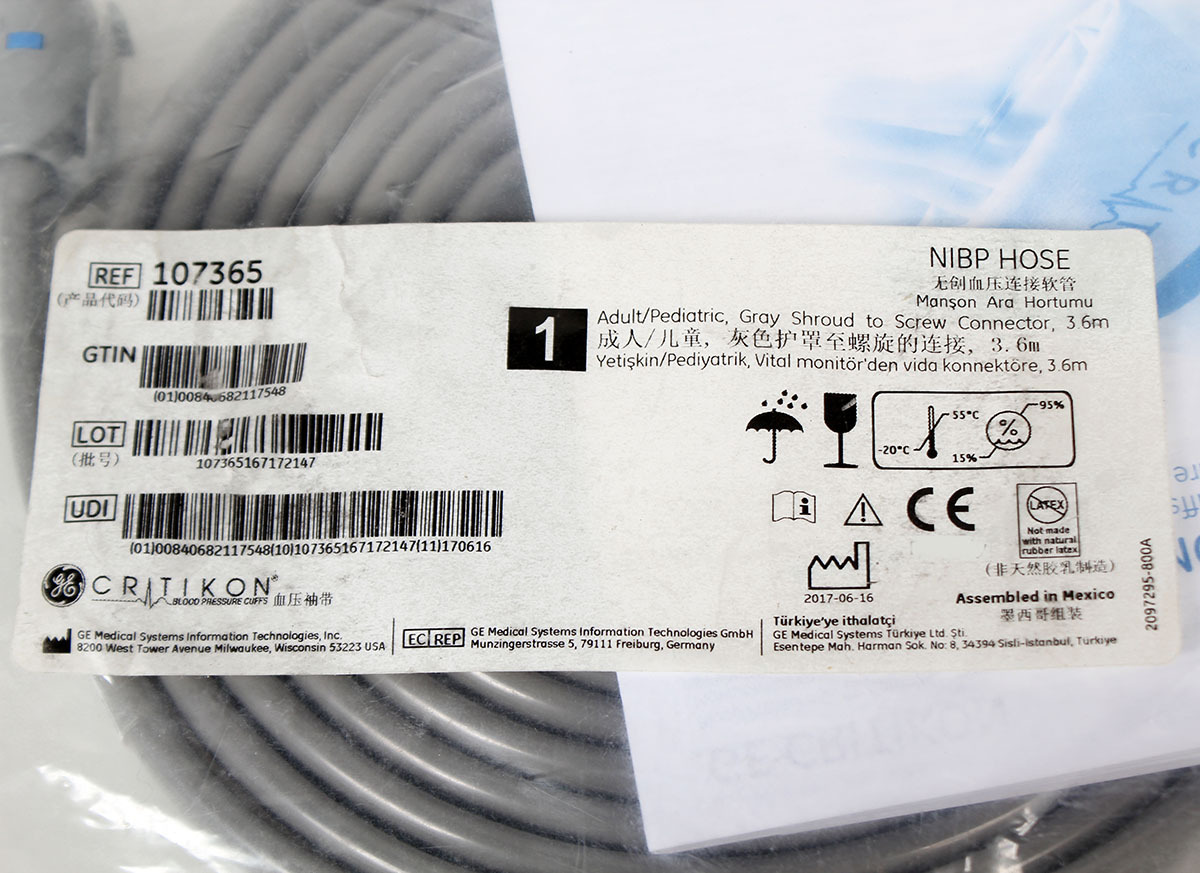 REF 107365
(产品代码)
GTIN
(01)00840682117548
LOT
(批号)
107365167172147
UDI
(01)00840682117548(10)107365167172147(11)170616
GE CRITIKON®
BLOOD PRESSURE CUFFS 血压袖带
NIBP HOSE
无创血压连接软管
Manşon Ara Hortumu
1
Adult/Pediatric, Gray Shroud to Screw Connector, 3.6m
成人/儿童, 灰色护罩至螺旋的连接, 3.6m
Yetişkin/Pediyatrik, Vital monitör'den vida konnektöre, 3.6m
-20°C 55°C
15% % 95%
CE
LATEX
Not made
with natural
rubber latex
(非天然胶乳制造)
2017-06-16
Assembled in Mexico
墨西哥组装
2097295-800A
GE Medical Systems Information Technologies, Inc.
8200 West Tower Avenue Milwaukee, Wisconsin 53223 USA
EC REP
GE Medical Systems Information Technologies GmbH
Munzingerstrasse 5, 79111 Freiburg, Germany
Türkiye'ye ithalatçi
GE Medical Systems Türkiye Ltd. Şti.
Esentepe Mah. Harman Sok. No: 8, 34394 Sisli-Istanbul, Türkiye
GE CRITIKON